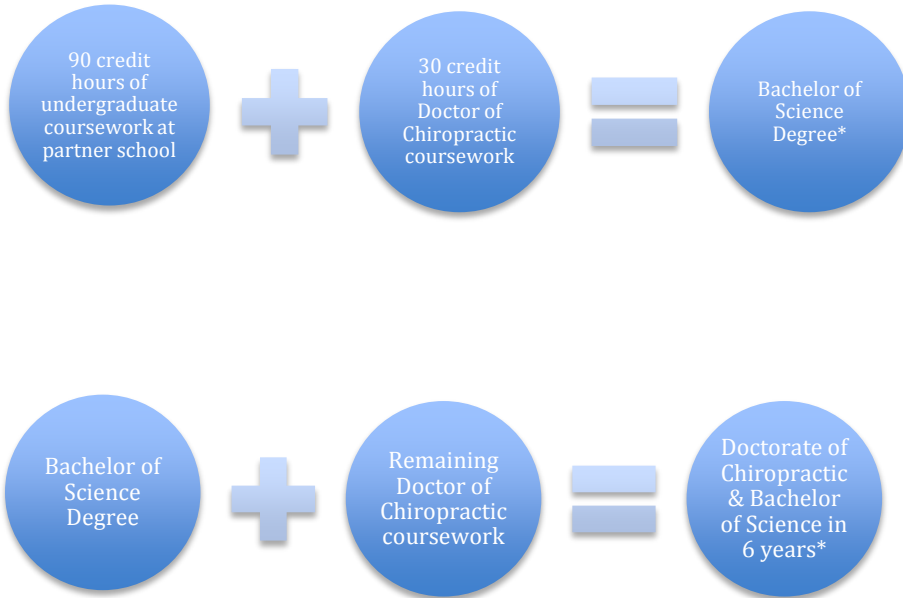 90 credit
hours of
undergraduate
coursework at
partner school
30 credit
hours of
Doctor of
Chiropractic
coursework
Bachelor of
Science
Degree*
Bachelor of
Science
Degree
Remaining
Doctor of
Chiropractic
coursework
Doctorate of
Chiropractic
& Bachelor
of Science in
6 years*